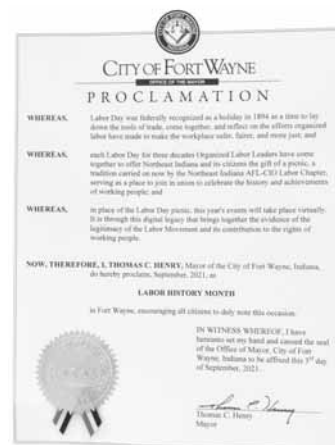 CITY OF FORT WAYNE
OFFICE OF THE MAYOR
PROCLAMATION
WHEREAS, Labor Day was federally recognized as a holiday in 1894 as a time to lay
down the tools of trade, come together, and reflect on the efforts organized
labor have made to make the workplace safer, fairer, and more just; and
WHEREAS, each Labor Day for three decades Organized Labor Leaders have come
together to offer Northeast Indiana and its citizens the gift of a picnic, a
tradition carried on now by the Northeast Indiana AFL-CIO Labor Chapter,
serving as a place to join in union to celebrate the history and achievements
of working people; and
WHEREAS, in place of the Labor Day picnic, this year's events will take place virtually.
It is through this digital legacy that brings together the evidence of the
legitimacy of the Labor Movement and its contribution to the rights of
working people.
NOW, THEREFORE, I, THOMAS C. HENRY, Mayor of the City of Fort Wayne, Indiana,
do hereby proclaim, September, 2021, as
LABOR HISTORY MONTH
in Fort Wayne, encouraging all citizens to duly note this occasion.
IN WITNESS WHEREOF, I have
hereunto set my hand and caused the seal
of the Office of Mayor, City of Fort
Wayne, Indiana to be affixed this 3rd day
of September, 2021.
Thomas C. Henry
Thomas C. Henry
Mayor